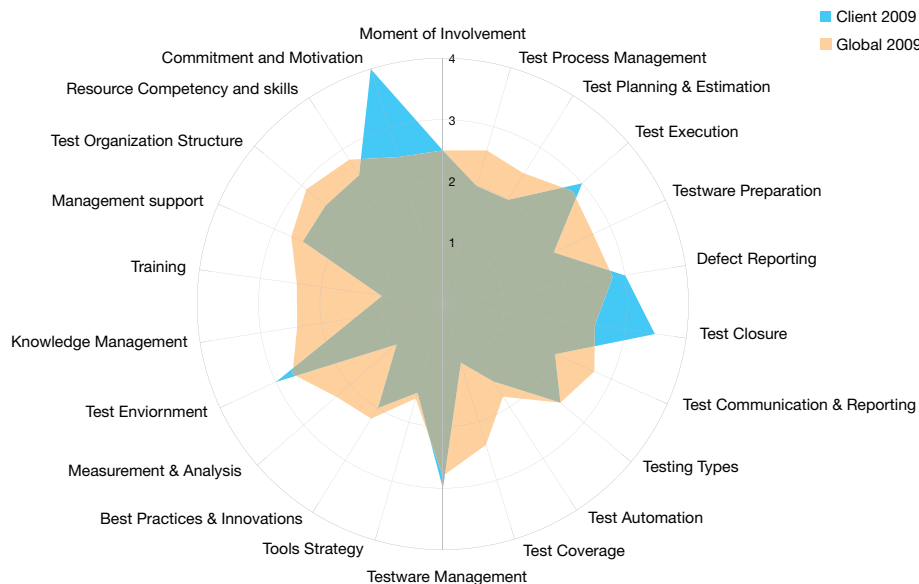 Client 2009
Global 2009
Moment of Involvement
Test Process Management
Test Planning & Estimation
Test Execution
Testware Preparation
Defect Reporting
Test Closure
Test Communication & Reporting
Testing Types
Test Automation
Test Coverage
Testware Management
Tools Strategy
Best Practices & Innovations
Measurement & Analysis
Test Enviornment
Knowledge Management
Training
Management support
Test Organization Structure
Resource Competency and skills
Commitment and Motivation
4
3
2
1